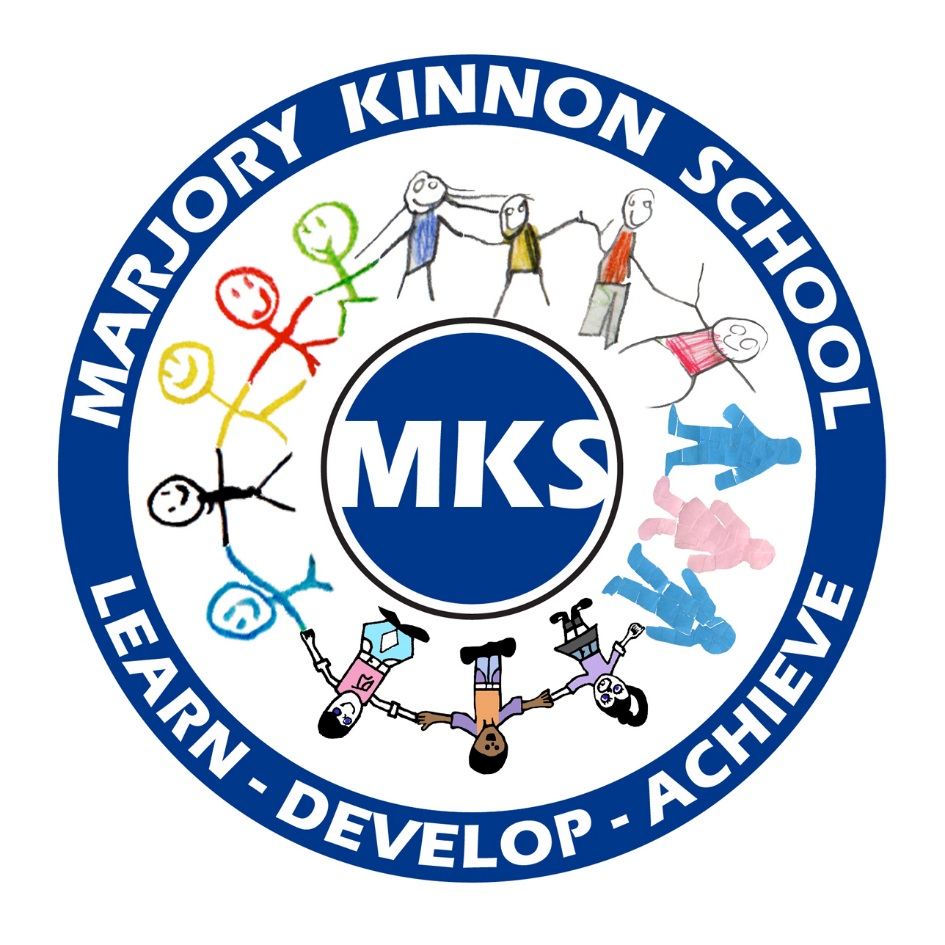 MARJORY KINNON SCHOOL
MKS
LEARN - DEVELOP - ACHIEVE